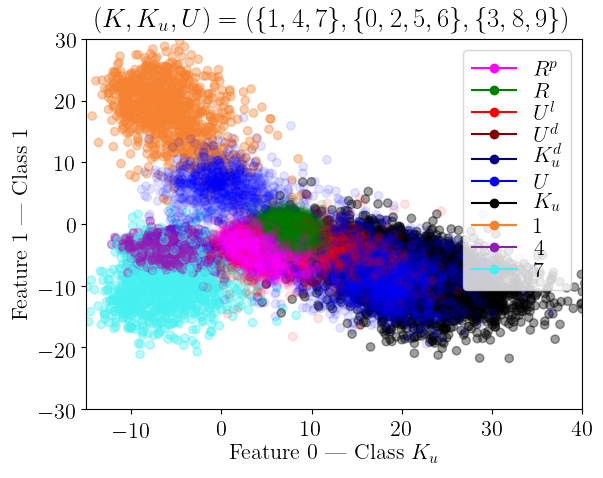 (K, K_u, U) = ({1, 4, 7}, {0, 2, 5, 6}, {3, 8, 9})
30
20
10
0
−10
−20
−30
Feature 1 — Class 1
R^p
R
U^l
U^d
K_u^d
U
K_u
1
4
7
−10
0
10
20
30
40
Feature 0 — Class K_u